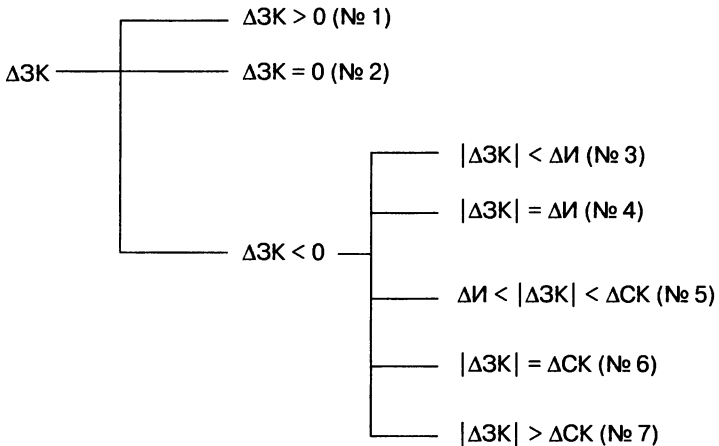 ΔЗК > 0 (№ 1)
ΔЗК
ΔЗК = 0 (№ 2)
|ΔЗК| < ΔИ (№ 3)
|ΔЗК| = ΔИ (№ 4)
ΔЗК < 0
ΔИ < |ΔЗК| < ΔСК (№ 5)
|ΔЗК| = ΔСК (№ 6)
|ΔЗК| > ΔСК (№ 7)